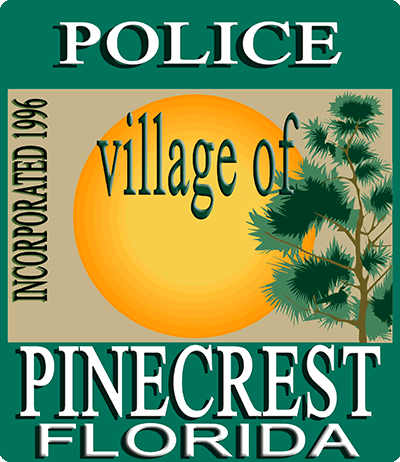 POLICE
INCORPORATED 1996
village of
PINECREST
FLORIDA